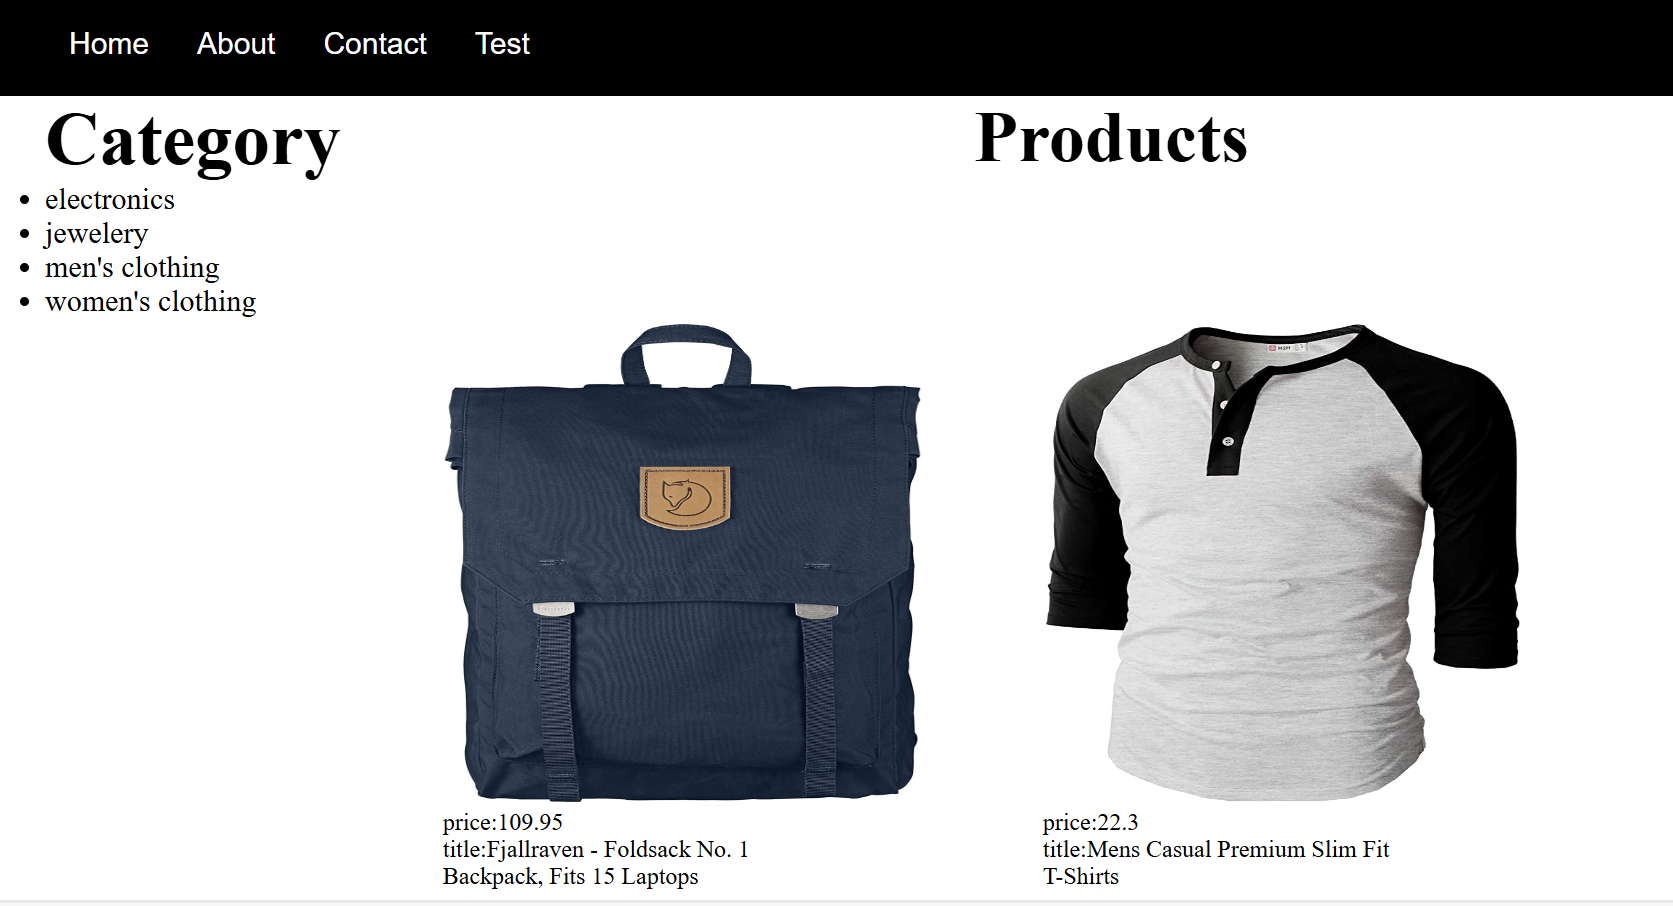 Home About Contact Test
Category
electronics
jewelery
men's clothing
women's clothing
Products
price:109.95
title:Fjallraven - Foldsack No. 1
Backpack, Fits 15 Laptops
price:22.3
title:Mens Casual Premium Slim Fit
T-Shirts